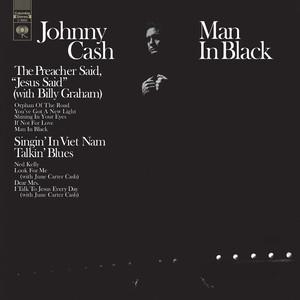 Johnny
Cash
Man
In Black
The Preacher Said,
"Jesus Said"
(with Billy Graham)
Orphan Of The Road
You've Got A New Light
Shining In Your Eyes
If Not For Love
Man In Black
Singin' In Viet Nam
Talkin' Blues
Ned Kelly
Look For Me
(with June Carter Cash)
Dear Mrs.
I Talk To Jesus Every Day
(with June Carter Cash)